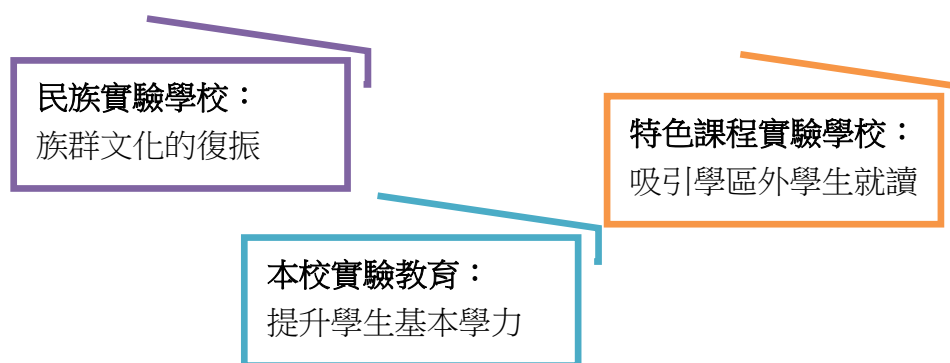 民族實驗學校：
族群文化的復振
特色課程實驗學校：
吸引學區外學生就讀
本校實驗教育：
提升學生基本學力